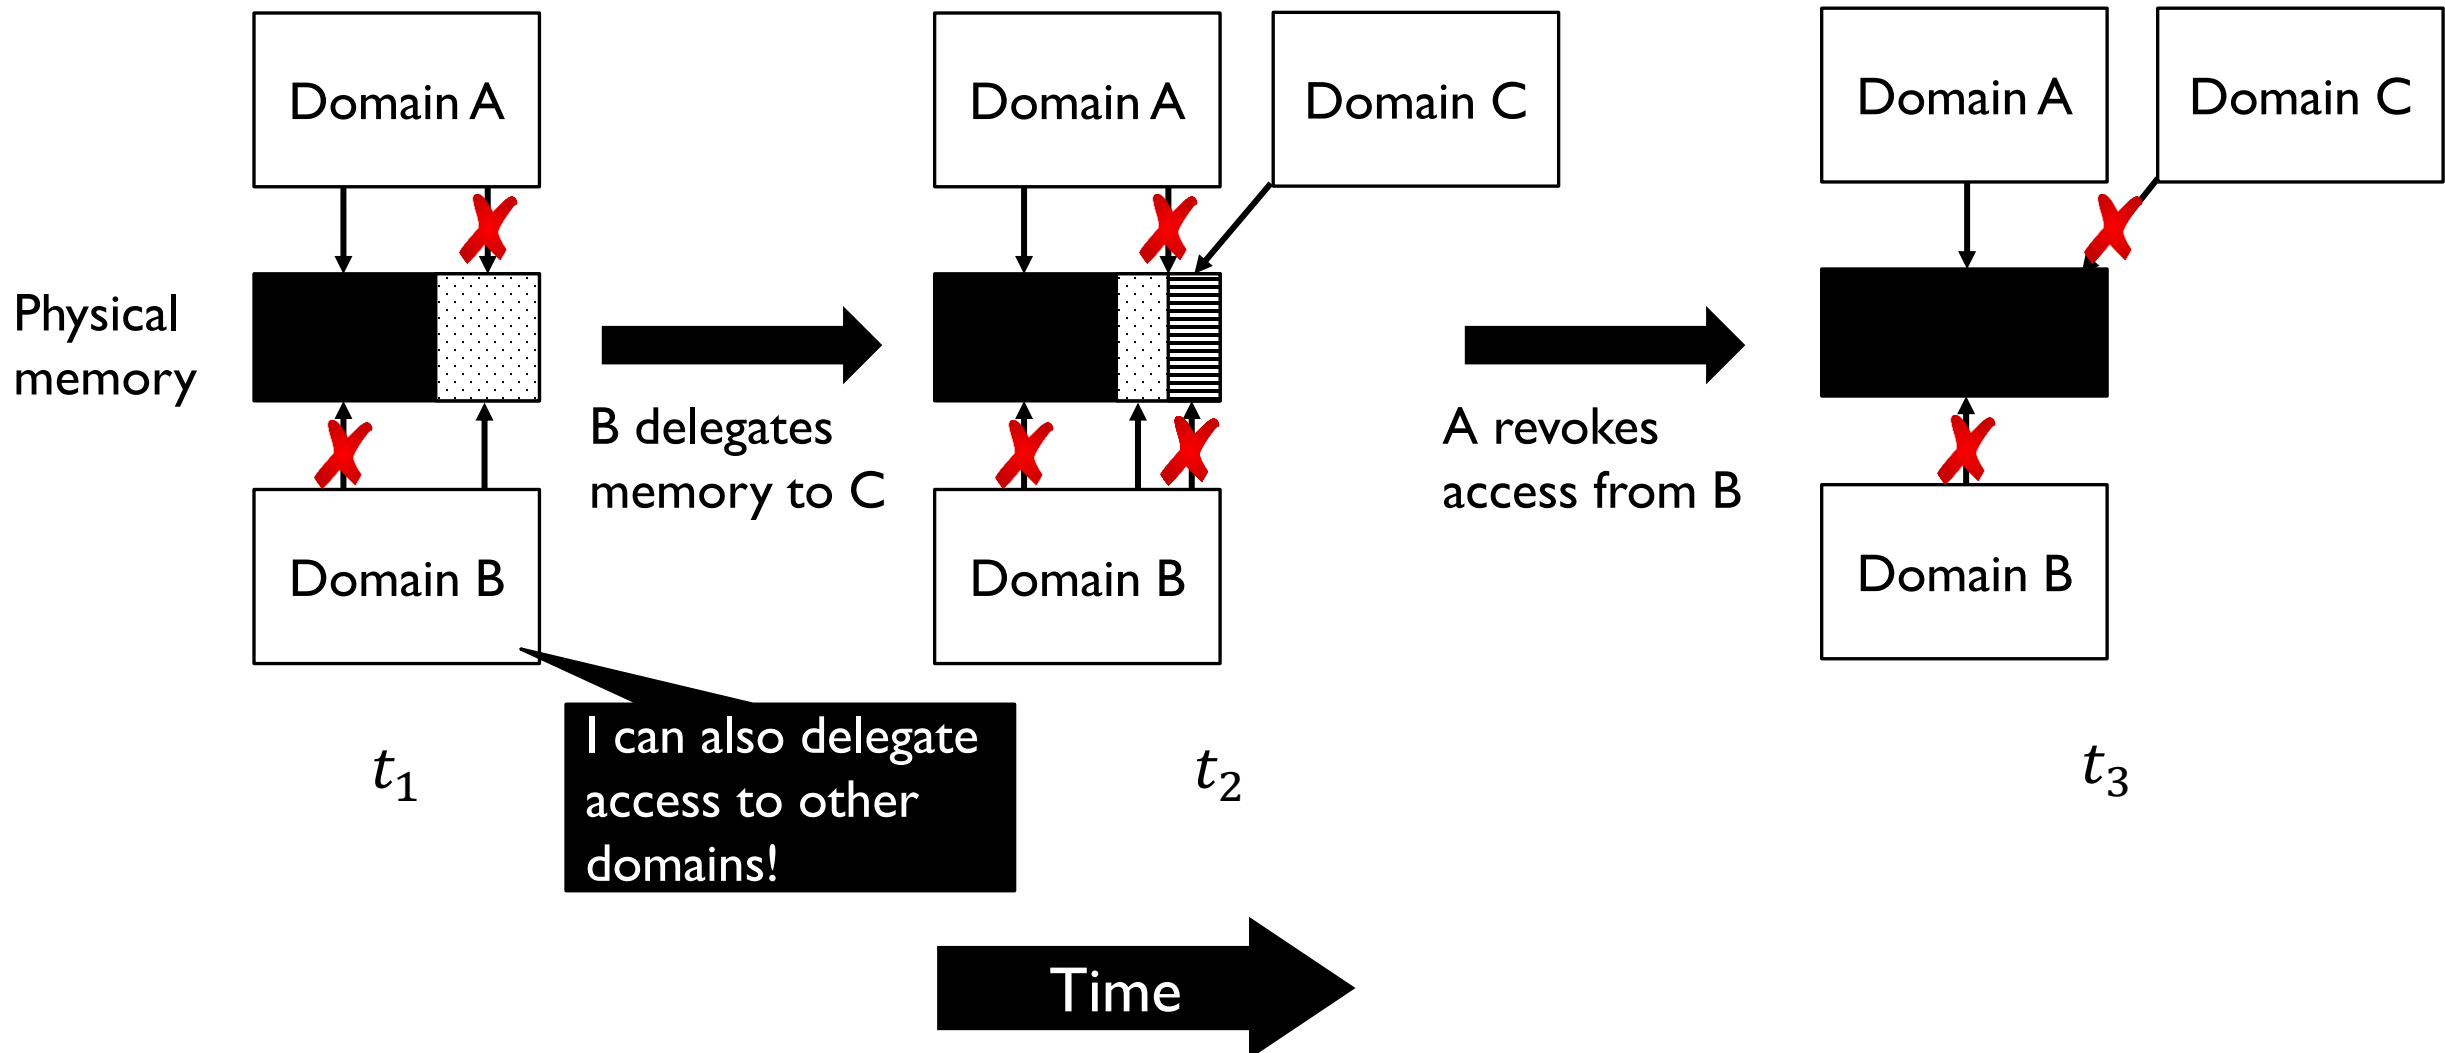 Domain A
Domain A
Domain C
Domain A
Domain C
Physical
memory
B delegates
memory to C
A revokes
access from B
Domain B
Domain B
Domain B
I can also delegate
access to other
domains!
t₁
t₂
t₃
Time